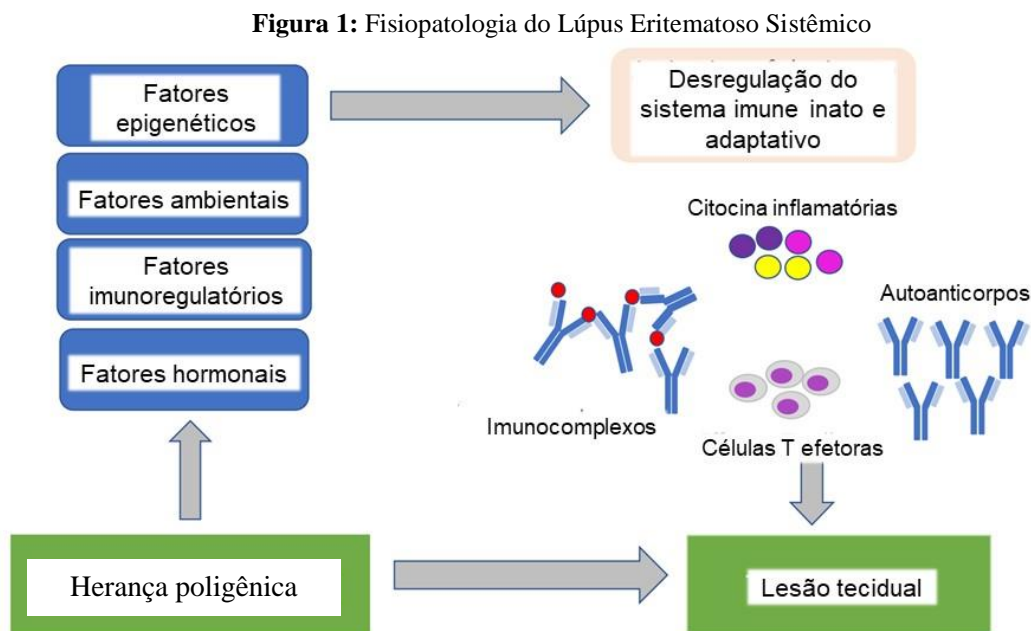 Figura 1: Fisiopatologia do Lúpus Eritematoso Sistêmico
Fatores
epigenéticos
Fatores ambientais
Fatores
imunoregulatórios
Fatores hormonais
Herança poligênica
Desregulação do
sistema imune inato e
adaptativo
Citocina inflamatórias
Autoanticorpos
Imunocomplexos
Células T efetoras
Lesão tecidual